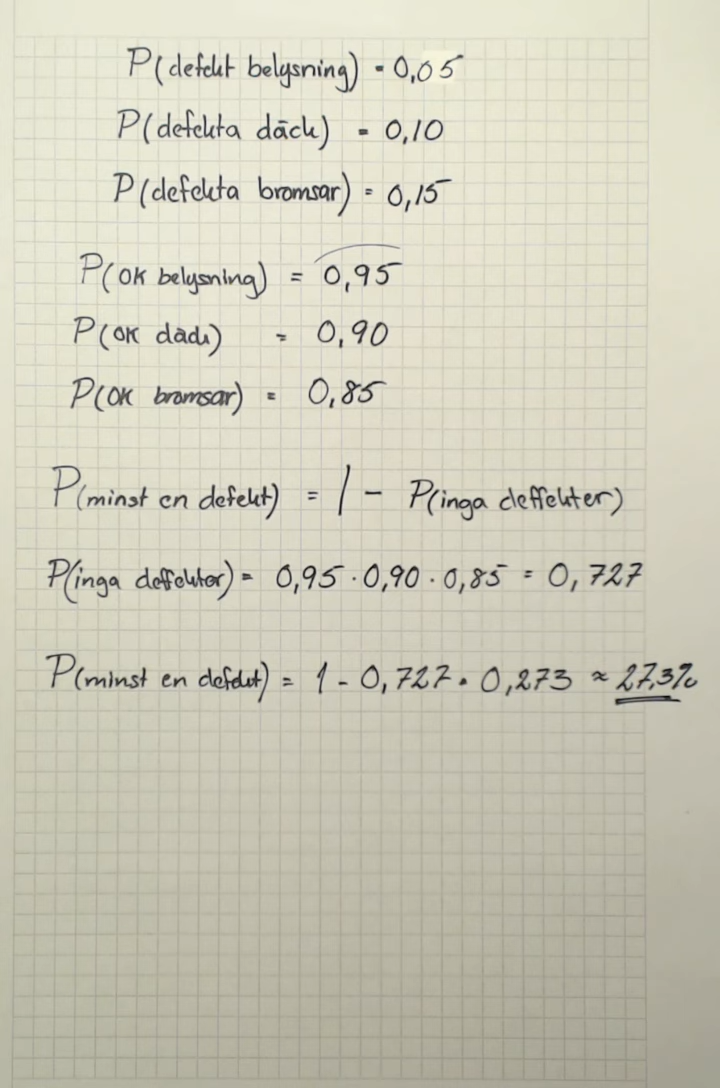 P(defekt belysning) = 0,05
P(defekta däck) = 0,10
P(defekta bromsar) = 0,15
P(OK belysning) = 0,95
P(OK däck) = 0,90
P(OK bromsar) = 0,85
P(minst en defekt) = 1 - P(inga deffekter)
P(inga deffekter) = 0,95 · 0,90 · 0,85 = 0,727
P(minst en defekt) = 1 - 0,727 = 0,273 ≈ 27,3%